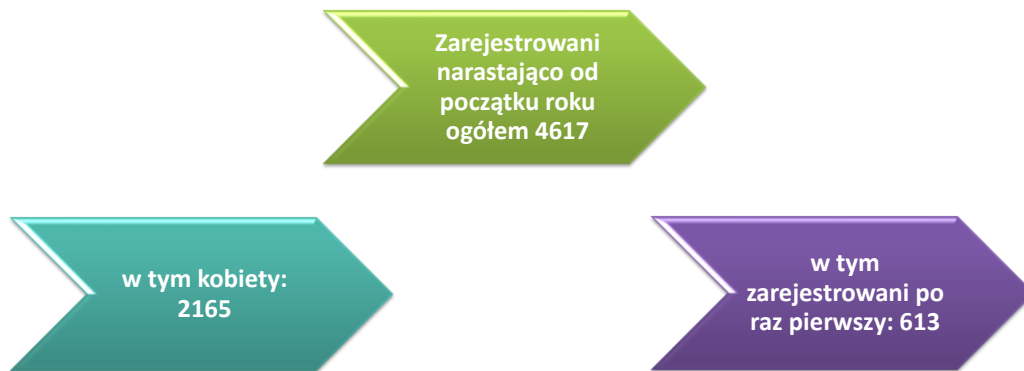 Zarejestrowani
narastająco od
początku roku
ogółem 4617
w tym kobiety:
2165
w tym
zarejestrowani po
raz pierwszy: 613